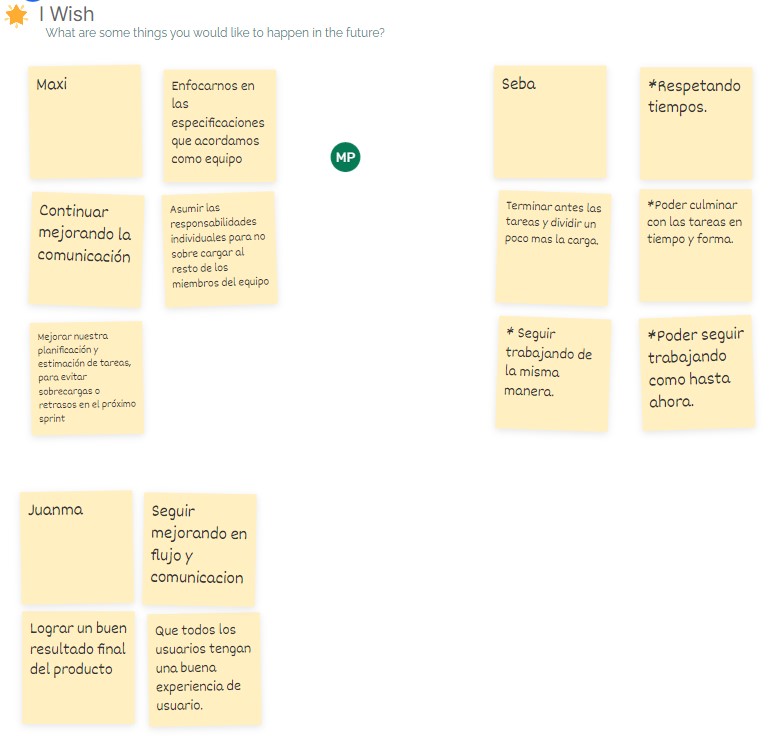 I Wish
What are some things you would like to happen in the future?
Maxi
Enfocarnos en
las
especificaciones
que acordamos
como equipo
Continuar
mejorando la
comunicación
Asumir las
responsabilidades
individuales para no
sobre cargar al
resto de los
miembros del equipo
Mejorar nuestra
planificación y
estimación de tareas,
para evitar
sobrecargas o
retrasos en el próximo
sprint
MP
Seba
*Respetando
tiempos.
Terminar antes las
tareas y dividir un
poco mas la carga.
*Poder culminar
con las tareas en
tiempo y forma.
* Seguir
trabajando de
la misma
manera.
*Poder seguir
trabajando
como hasta
ahora.
Juanma
Seguir
mejorando en
flujo y
comunicacion
Lograr un buen
resultado final
del producto
Que todos los
usuarios tengan
una buena
experiencia de
usuario.